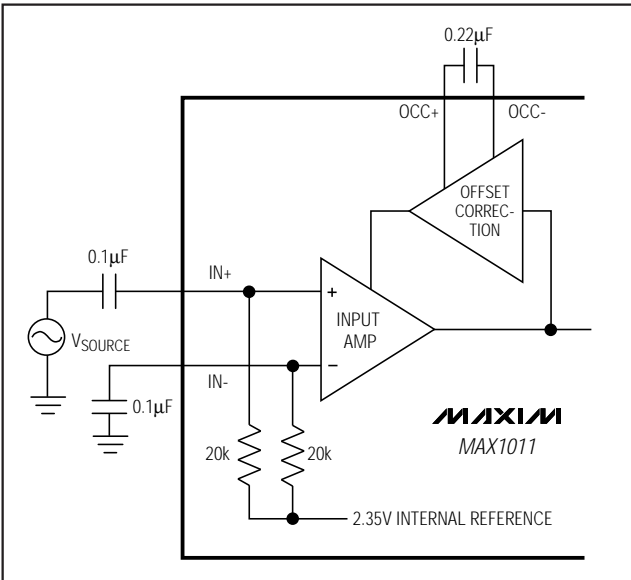 0.22µF
OCC+ OCC-
OFFSET
CORREC-
TION
0.1µF
IN+
+
INPUT
AMP
VSOURCE
IN-
−
0.1µF
MAXIM
MAX1011
20k 20k
2.35V INTERNAL REFERENCE